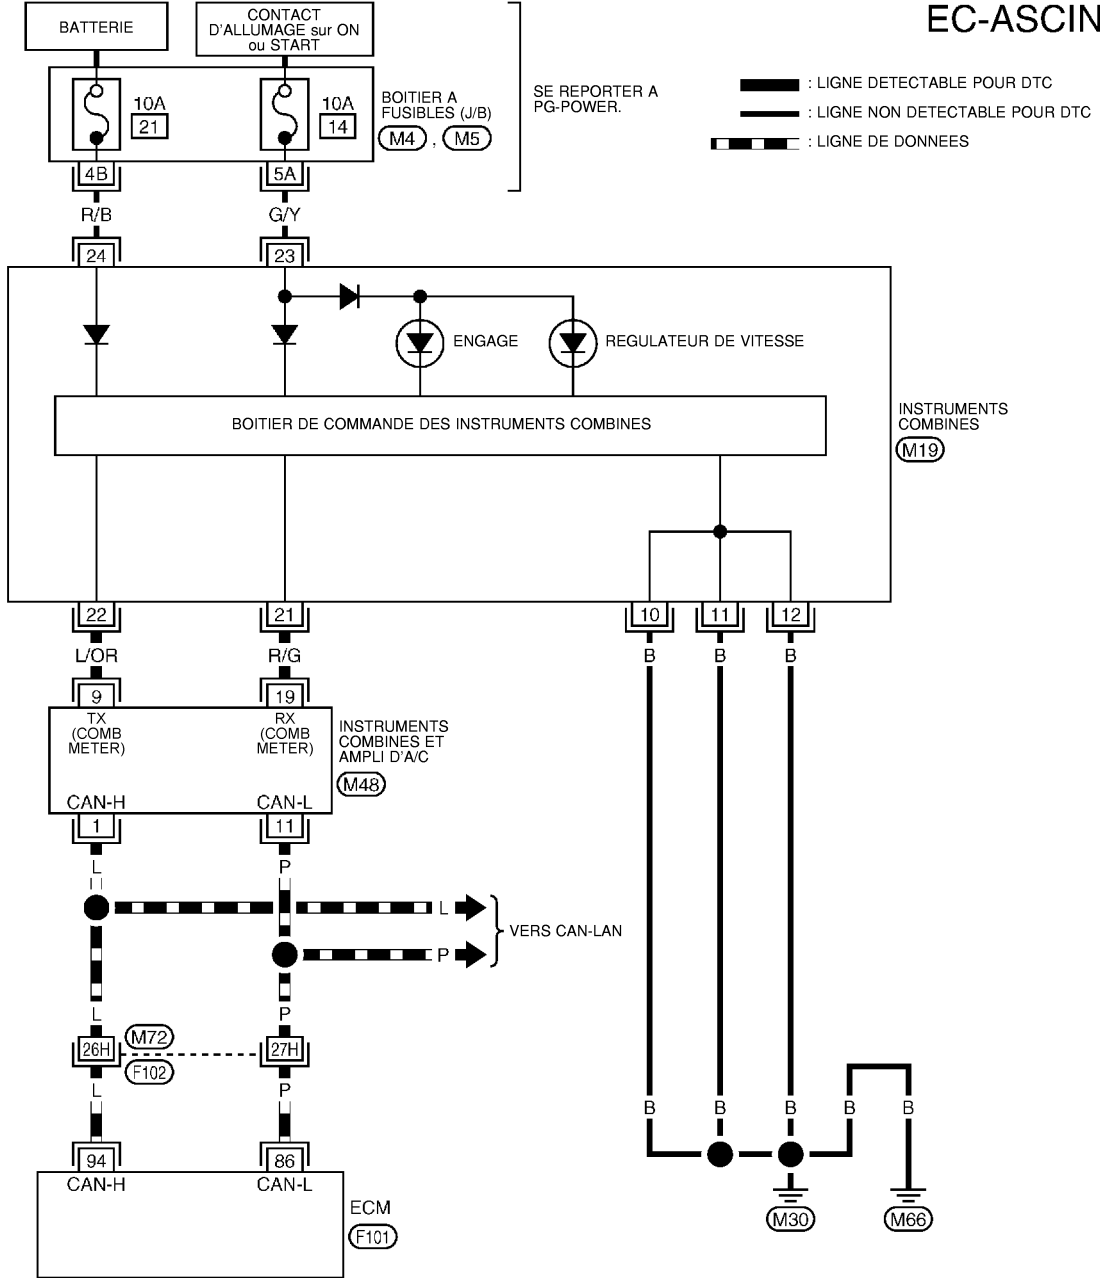 EC-ASCIN
BATTERIE
CONTACT
D'ALLUMAGE sur ON
ou START
10A
21
10A
14
BOITIER A
FUSIBLES (J/B)
M4 , M5
SE REPORTER A
PG-POWER.
: LIGNE DETECTABLE POUR DTC
: LIGNE NON DETECTABLE POUR DTC
: LIGNE DE DONNEES
4B
5A
R/B
G/Y
24
23
ENGAGE
REGULATEUR DE VITESSE
BOITIER DE COMMANDE DES INSTRUMENTS COMBINES
INSTRUMENTS
COMBINES
M19
22
21
10
11
12
L/OR
R/G
B
B
B
9
19
TX
(COMB
METER)
RX
(COMB
METER)
INSTRUMENTS
COMBINES ET
AMPLI D'A/C
M48
CAN-H
CAN-L
1
11
L
P
L
P
VERS CAN-LAN
L
P
26H
M72
F102
27H
L
P
B
B
B
B
B
94
86
CAN-H
CAN-L
ECM
F101
M30
M66